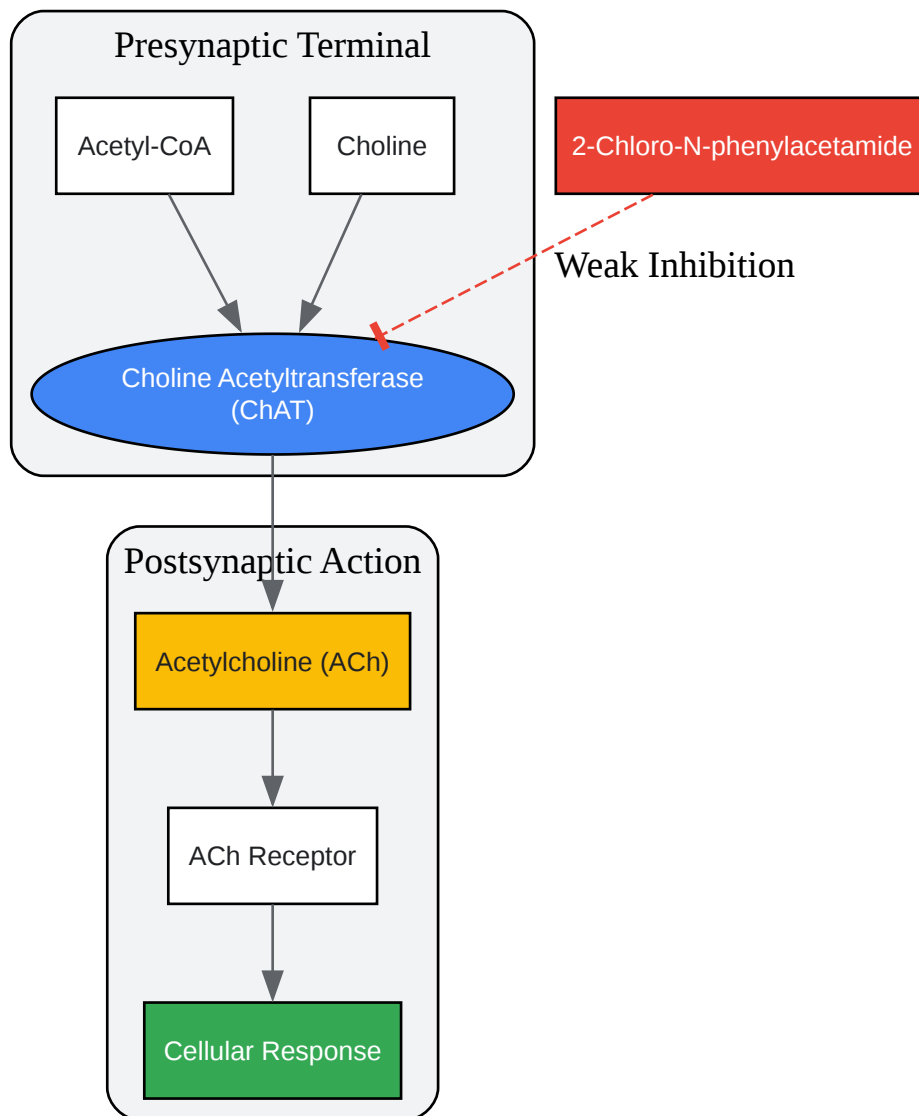 Presynaptic Terminal
Acetyl-CoA
Choline
2-Chloro-N-phenylacetamide
Weak Inhibition
Choline Acetyltransferase
(ChAT)
Postsynaptic Action
Acetylcholine (ACh)
ACh Receptor
Cellular Response